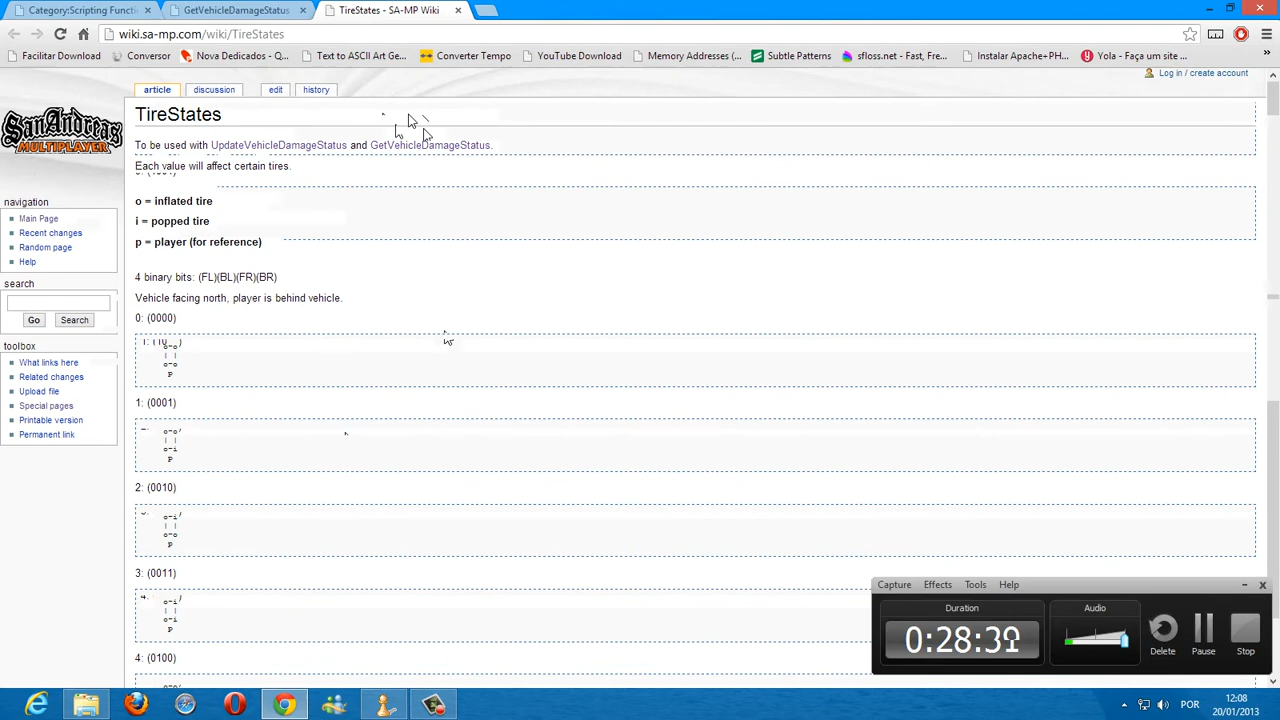 Category:Scripting Functi
GetVehicleDamageStatus
TireStates - SA-MP Wiki
wiki.sa-mp.com/wiki/TireStates
Facilitar Download
Conversor
Nova Dedicados - Q...
Text to ASCII Art Ge...
Converter Tempo
YouTube Download
Memory Addresses (...
Subtle Patterns
sfloss.net - Fast, Fre...
Instalar Apache+PH...
Yola - Faça um site ...
Log in / create account
article
discussion
edit
history
SanAndreas
MULTIPLAYER
TireStates
To be used with UpdateVehicleDamageStatus and GetVehicleDamageStatus.
Each value will affect certain tires.
o = inflated tire
i = popped tire
p = player (for reference)
4 binary bits: (FL)(BL)(FR)(BR)
Vehicle facing north, player is behind vehicle.
0: (0000)
o-o
| |
o-o
p
1: (0001)
o-o
| |
o-i
p
2: (0010)
o-i
| |
o-o
p
3: (0011)
o-i
| |
o-i
p
4: (0100)
navigation
Main Page
Recent changes
Random page
Help
search
Go
Search
toolbox
What links here
Related changes
Upload file
Special pages
Printable version
Permanent link
Capture
Effects
Tools
Help
Duration
Audio
Delete
Pause
Stop
POR
12:08
20/01/2013